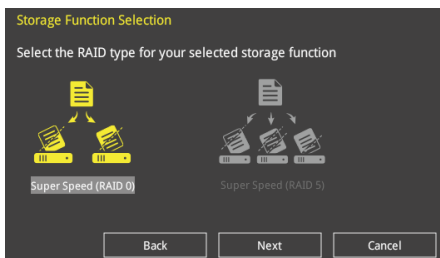 Storage Function Selection
Select the RAID type for your selected storage function
Super Speed (RAID 0)
Super Speed (RAID 5)
Back
Next
Cancel